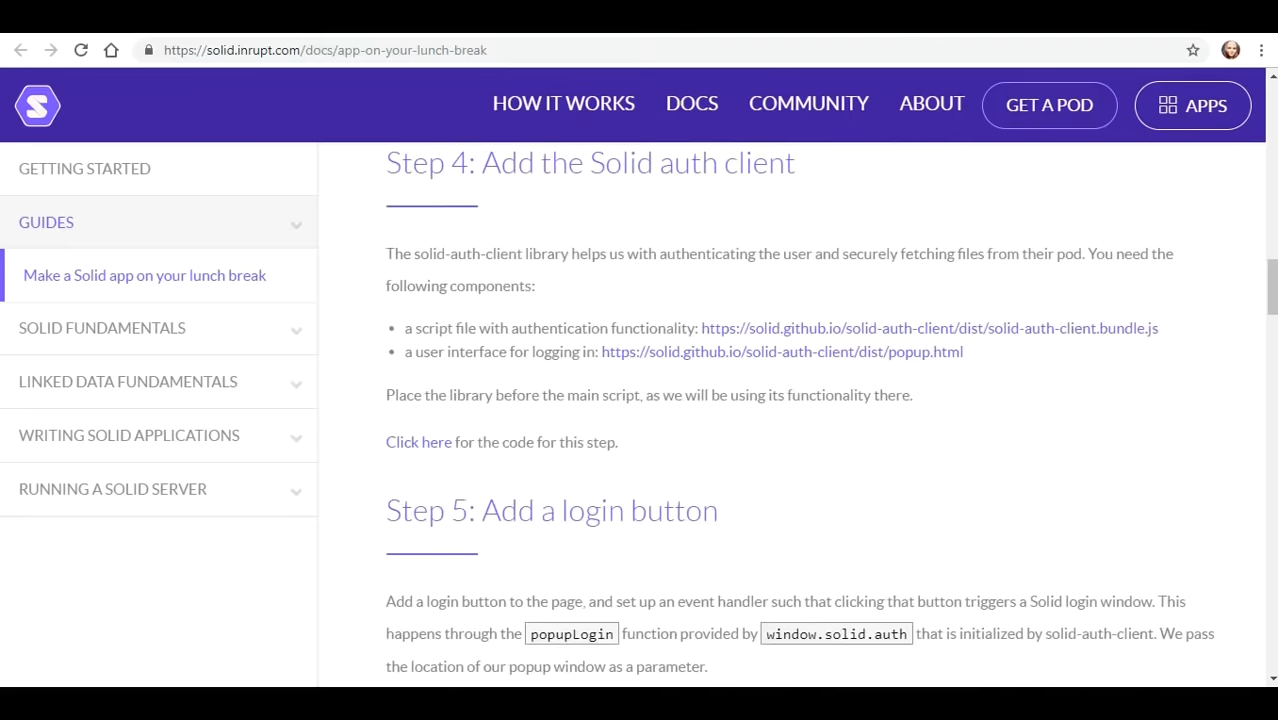 https://solid.inrupt.com/docs/app-on-your-lunch-break
HOW IT WORKS
DOCS
COMMUNITY
ABOUT
GET A POD
APPS
GETTING STARTED
GUIDES
Make a Solid app on your lunch break
SOLID FUNDAMENTALS
LINKED DATA FUNDAMENTALS
WRITING SOLID APPLICATIONS
RUNNING A SOLID SERVER
Step 4: Add the Solid auth client
The solid-auth-client library helps us with authenticating the user and securely fetching files from their pod. You need the
following components:
• a script file with authentication functionality: https://solid.github.io/solid-auth-client/dist/solid-auth-client.bundle.js
• a user interface for logging in: https://solid.github.io/solid-auth-client/dist/popup.html
Place the library before the main script, as we will be using its functionality there.
Click here for the code for this step.
Step 5: Add a login button
Add a login button to the page, and set up an event handler such that clicking that button triggers a Solid login window. This
happens through the popupLogin function provided by window.solid.auth that is initialized by solid-auth-client. We pass
the location of our popup window as a parameter.